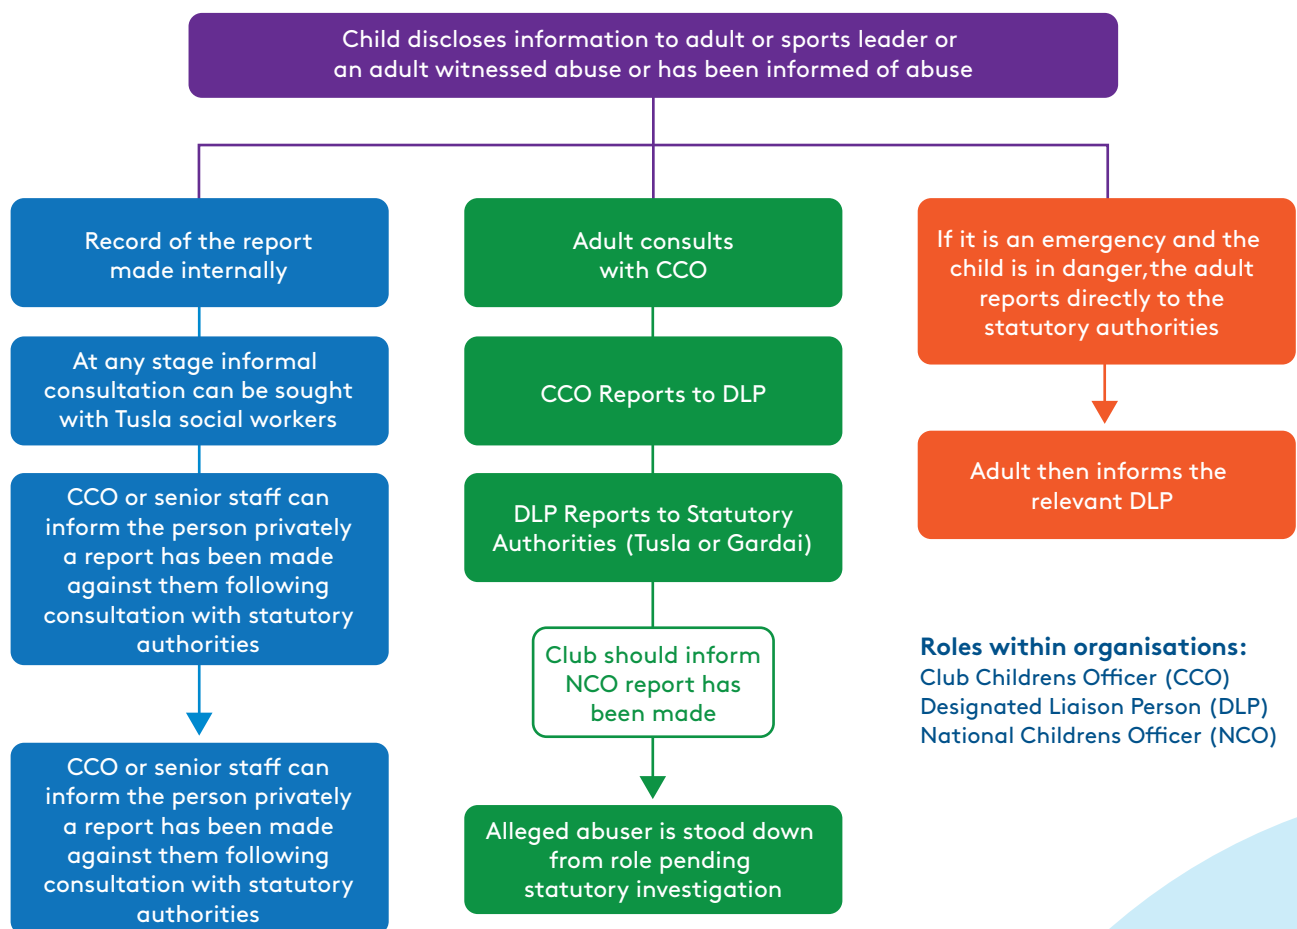 Child discloses information to adult or sports leader or
an adult witnessed abuse or has been informed of abuse
Record of the report
made internally
At any stage informal
consultation can be sought
with Tusla social workers
CCO or senior staff can
inform the person privately
a report has been made
against them following
consultation with statutory
authorities
CCO or senior staff can
inform the person privately
a report has been made
against them following
consultation with statutory
authorities
Adult consults
with CCO
CCO Reports to DLP
DLP Reports to Statutory
Authorities (Tusla or Gardai)
Club should inform
NCO report has
been made
Alleged abuser is stood down
from role pending
statutory investigation
If it is an emergency and the
child is in danger,the adult
reports directly to the
statutory authorities
Adult then informs the
relevant DLP
Roles within organisations:
Club Childrens Officer (CCO)
Designated Liaison Person (DLP)
National Childrens Officer (NCO)